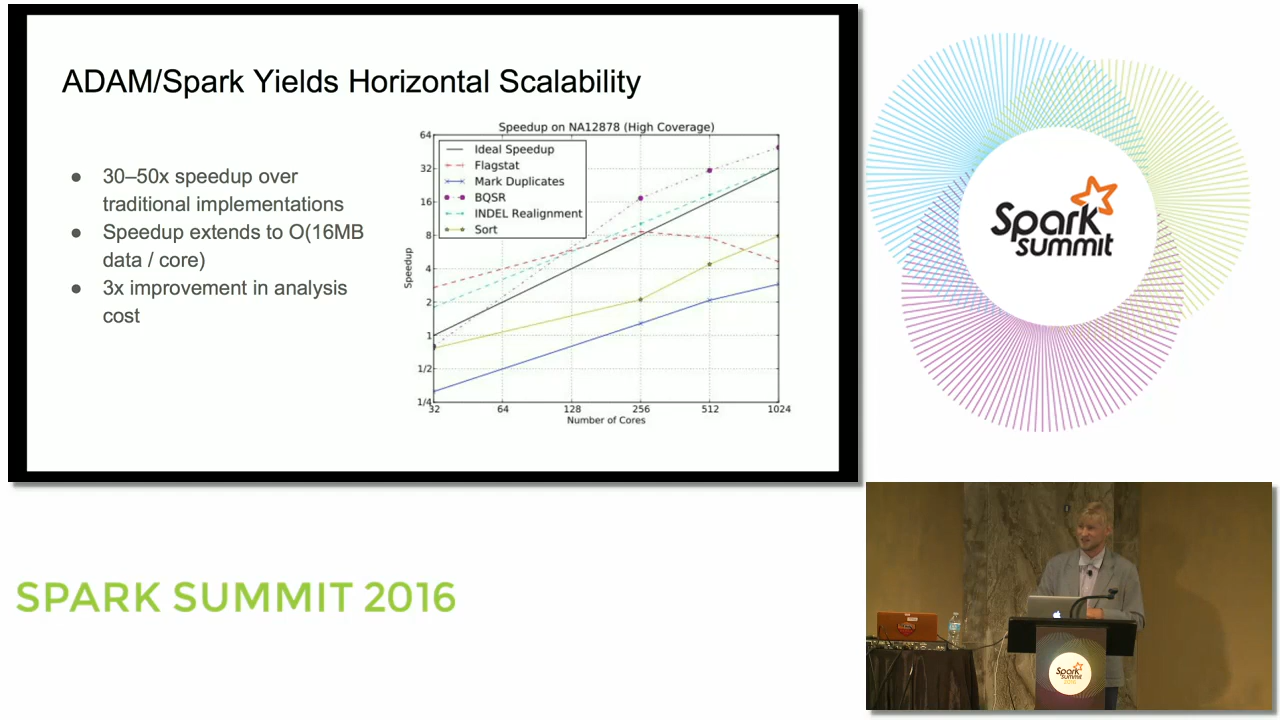 ADAM/Spark Yields Horizontal Scalability
● 30–50x speedup over
traditional implementations
● Speedup extends to O(16MB
data / core)
● 3x improvement in analysis
cost
Speedup on NA12878 (High Coverage)
Ideal Speedup
Flagstat
Mark Duplicates
BQSR
INDEL Realignment
Sort
64
32
16
8
4
2
1
1/2
1/4
Speedup
32 64 128 256 512 1024
Number of Cores
Spark
summit
SPARK SUMMIT 2016
Spark
summit